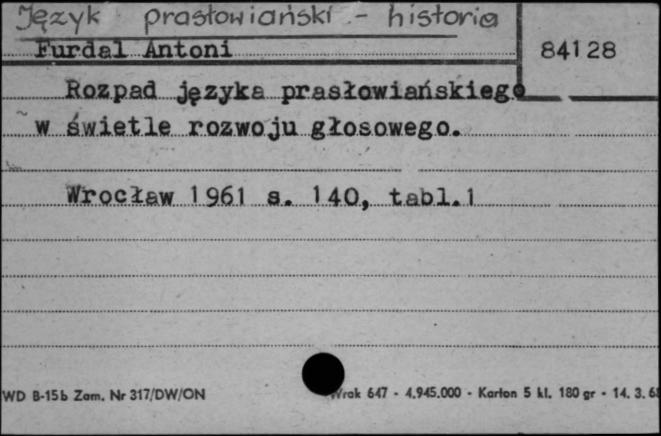 Język prasłowiański - historia
Furdal Antoni
84128
Rozpad języka prasłowiańskiego
w świetle rozwoju głosowego.
Wrocław 1961 s. 140, tabl.1
WD B-15b Zam. Nr 317/DW/ON
647 - 4.945.000 - Karton 5 kl. 180 gr - 14. 3.